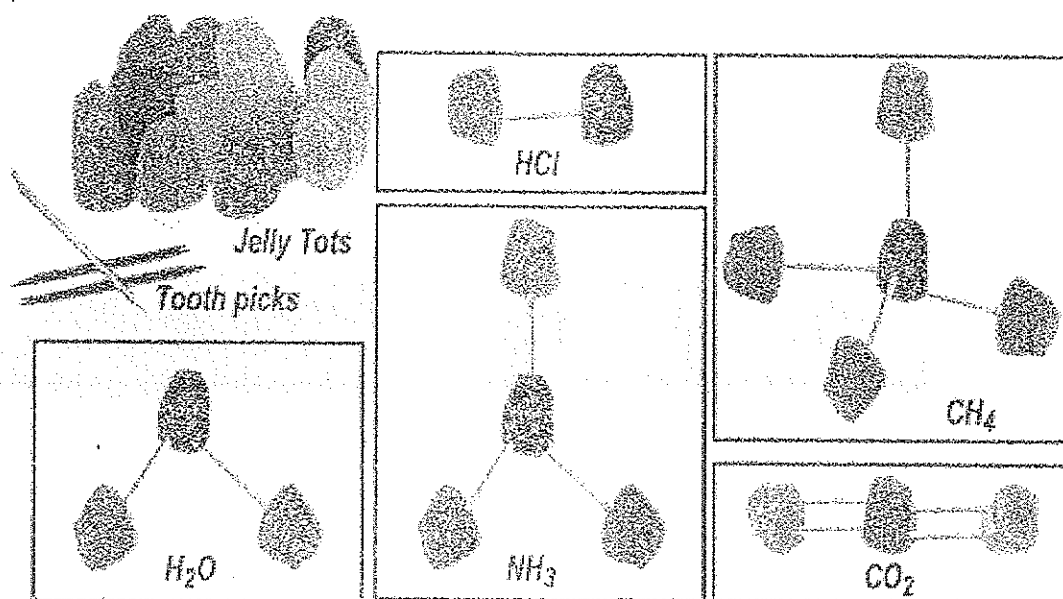 Jelly Tots
Tooth picks
HCl
CH₄
H₂O
NH₃
CO₂